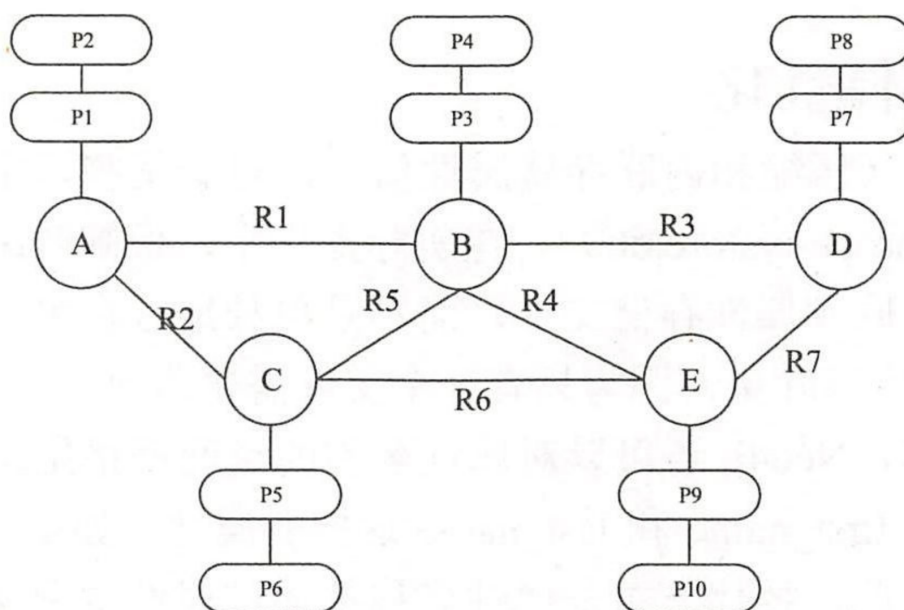 P2 P4 P8
P1 P3 P7
A R1 B R3 D
R2 R5 R4
C R6 E R7
P5 P9
P6 P10